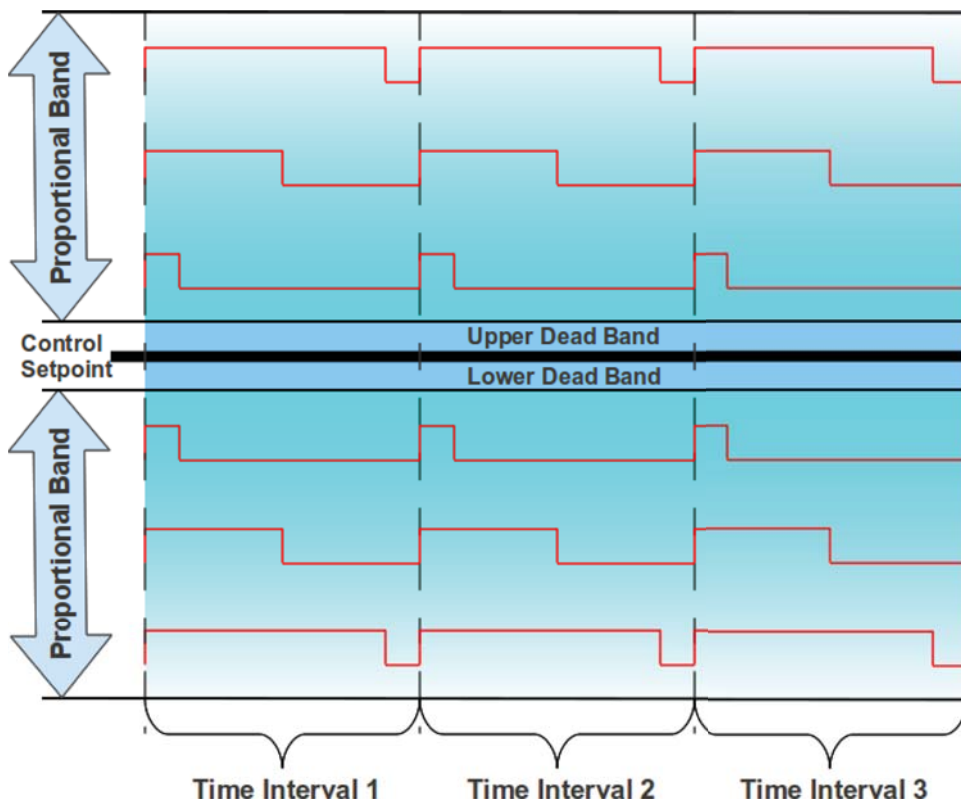 Proportional Band
Upper Dead Band
Control
Setpoint
Lower Dead Band
Proportional Band
Time Interval 1
Time Interval 2
Time Interval 3